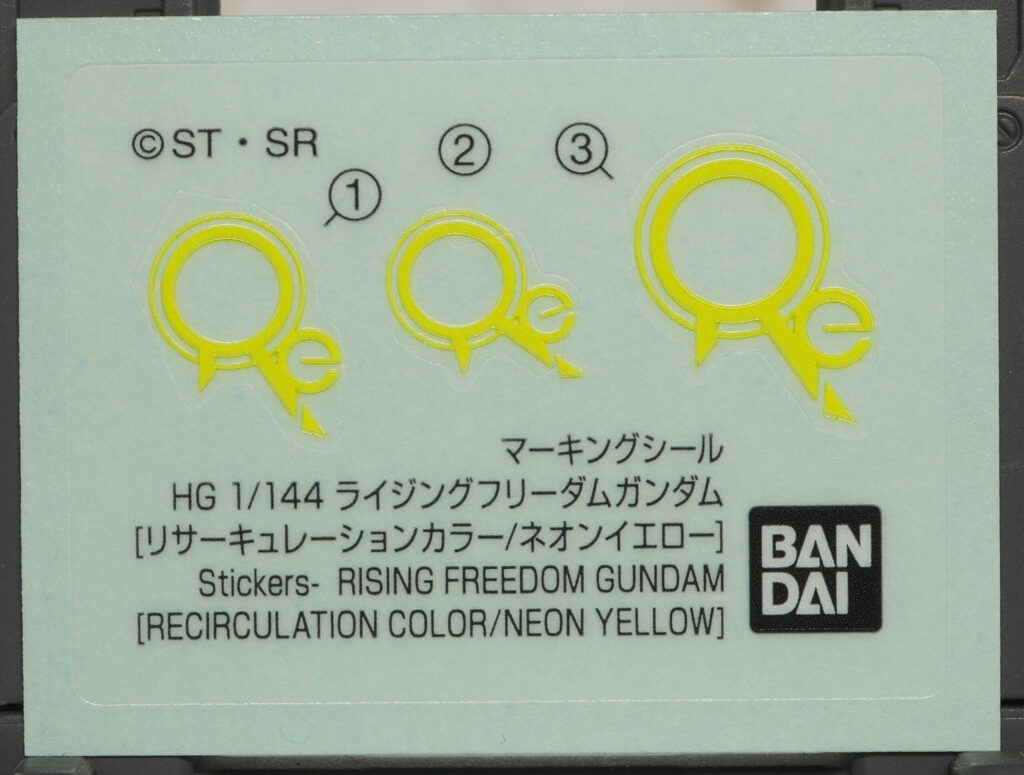 ©ST・SR
①
②
③
Re
Re
Re
マーキングシール
HG 1/144 ライジングフリーダムガンダム
[リサーキュレーションカラー/ネオンイエロー]
Stickers- RISING FREEDOM GUNDAM
[RECIRCULATION COLOR/NEON YELLOW]
BAN
DAI